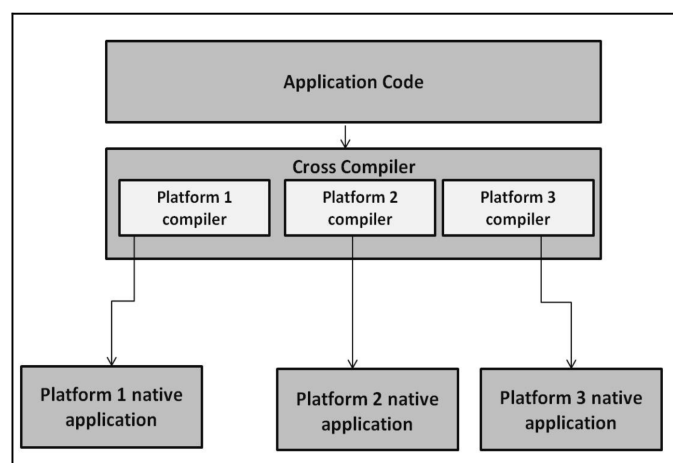 Application Code
Cross Compiler
Platform 1
compiler
Platform 2
compiler
Platform 3
compiler
Platform 1 native
application
Platform 2 native
application
Platform 3 native
application